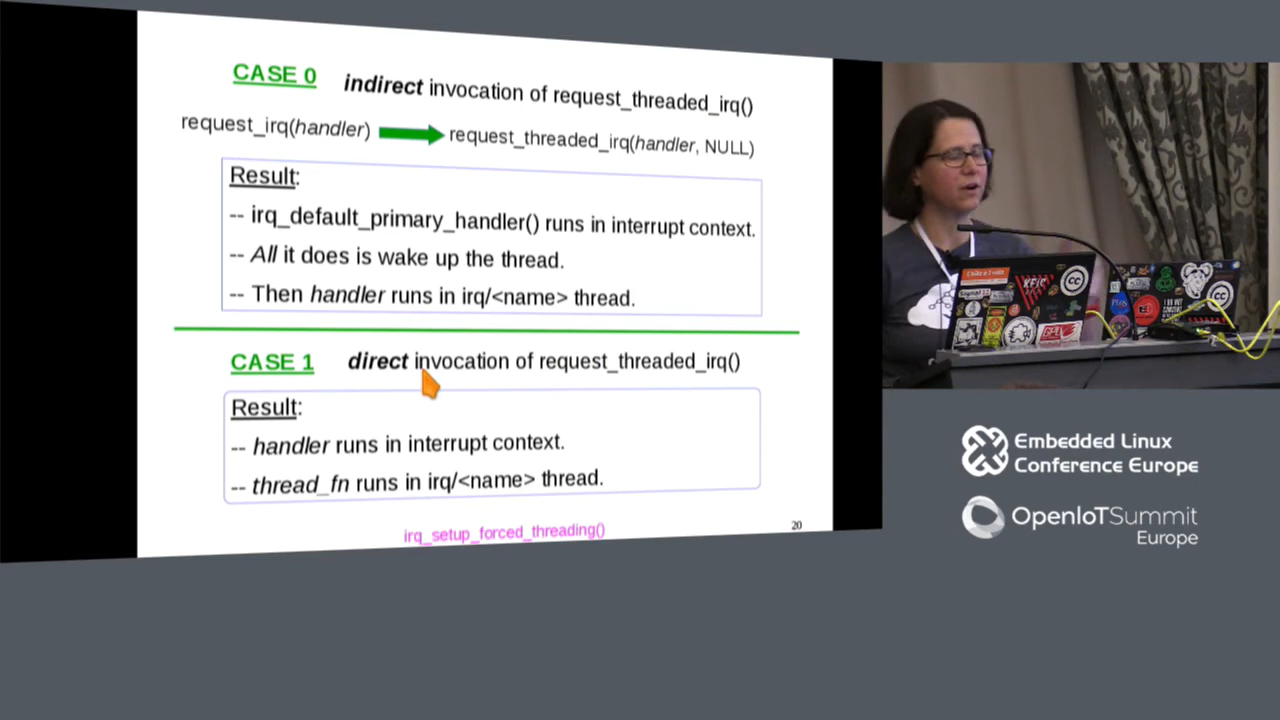 CASE 0 indirect invocation of request_threaded_irq()
request_irq(handler) request_threaded_irq(handler, NULL)
Result:
-- irq_default_primary_handler() runs in interrupt context.
-- All it does is wake up the thread.
-- Then handler runs in irq/<name> thread.
CASE 1 direct invocation of request_threaded_irq()
Result:
-- handler runs in interrupt context.
-- thread_fn runs in irq/<name> thread.
irq_setup_forced_threading()
20
Embedded Linux
Conference Europe
OpenIoTSummit
Europe